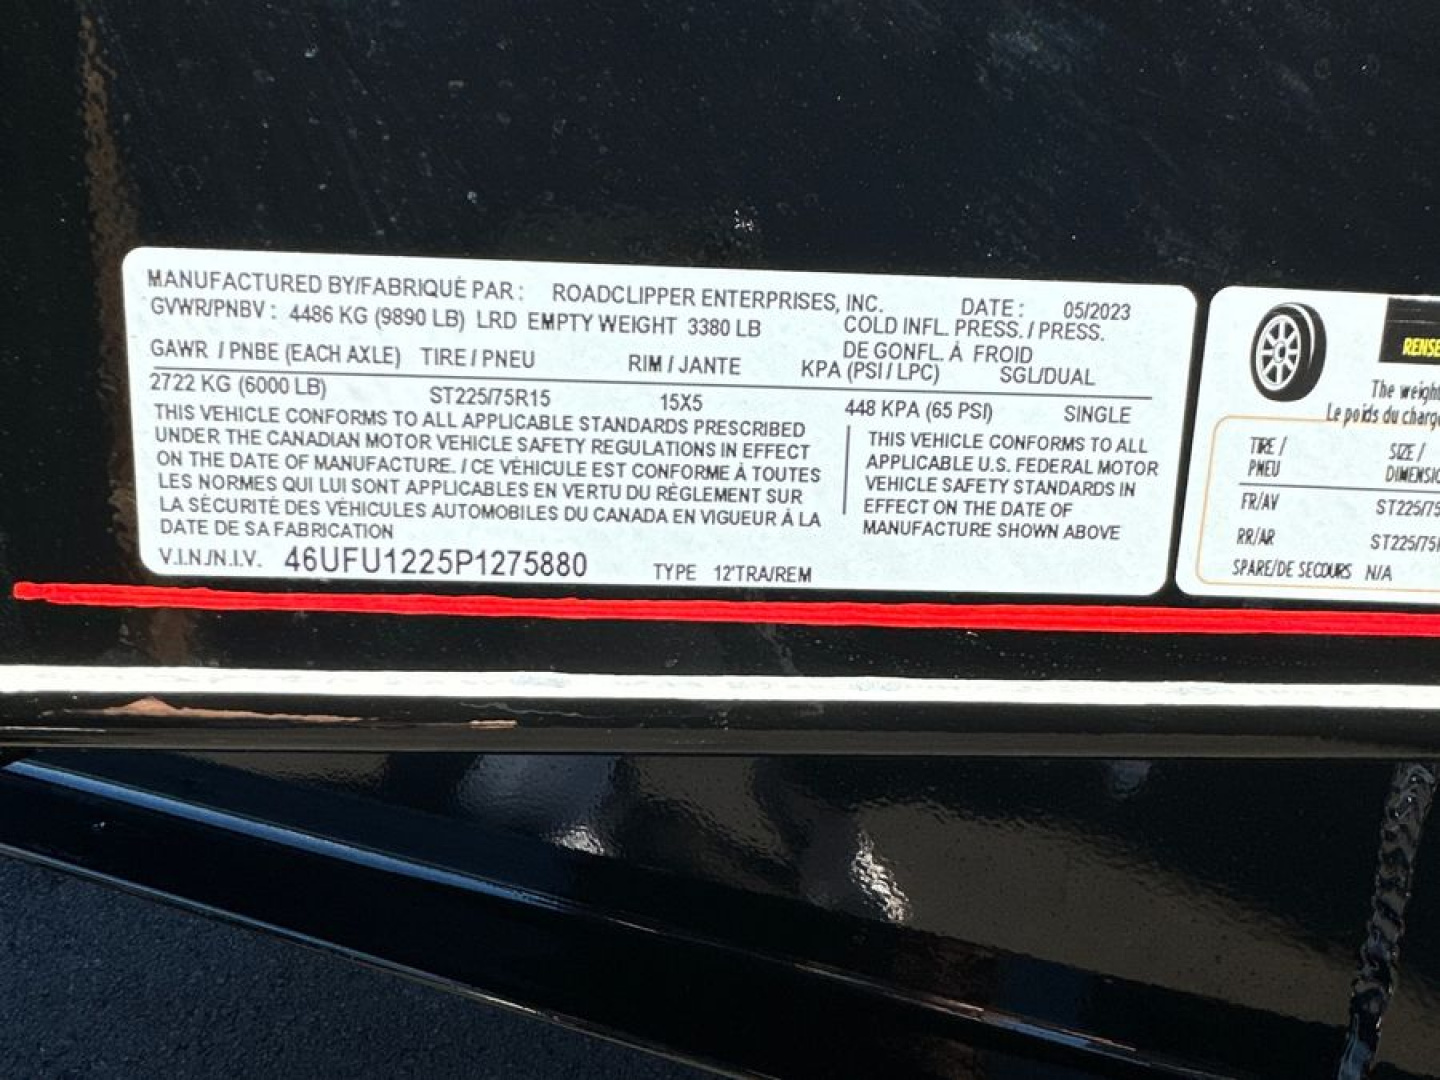 MANUFACTURED BY/FABRIQUÉ PAR : ROADCLIPPER ENTERPRISES, INC. DATE : 05/2023
GVWR/PNBV : 4486 KG (9890 LB) LRD EMPTY WEIGHT 3380 LB
COLD INFL. PRESS. / PRESS.
DE GONFL. À FROID
GAWR / PNBE (EACH AXLE) TIRE / PNEU RIM / JANTE KPA (PSI / LPC) SGL/DUAL
2722 KG (6000 LB) ST225/75R15 15X5 448 KPA (65 PSI) SINGLE
THIS VEHICLE CONFORMS TO ALL APPLICABLE STANDARDS PRESCRIBED
UNDER THE CANADIAN MOTOR VEHICLE SAFETY REGULATIONS IN EFFECT
ON THE DATE OF MANUFACTURE. / CE VÉHICULE EST CONFORME À TOUTES
LES NORMES QUI LUI SONT APPLICABLES EN VERTU DU RÈGLEMENT SUR
LA SÉCURITÉ DES VÉHICULES AUTOMOBILES DU CANADA EN VIGUEUR À LA
DATE DE SA FABRICATION
THIS VEHICLE CONFORMS TO ALL
APPLICABLE U.S. FEDERAL MOTOR
VEHICLE SAFETY STANDARDS IN
EFFECT ON THE DATE OF
MANUFACTURE SHOWN ABOVE
V.I.N./N.I.V. 46UFU1225P1275880 TYPE 12'TRA/REM
RENSE
The weight
Le poids du charg
TIRE / SIZE /
PNEU DIMENSIO
FR/AV ST225/75
RR/AR ST225/75
SPARE/DE SECOURS N/A